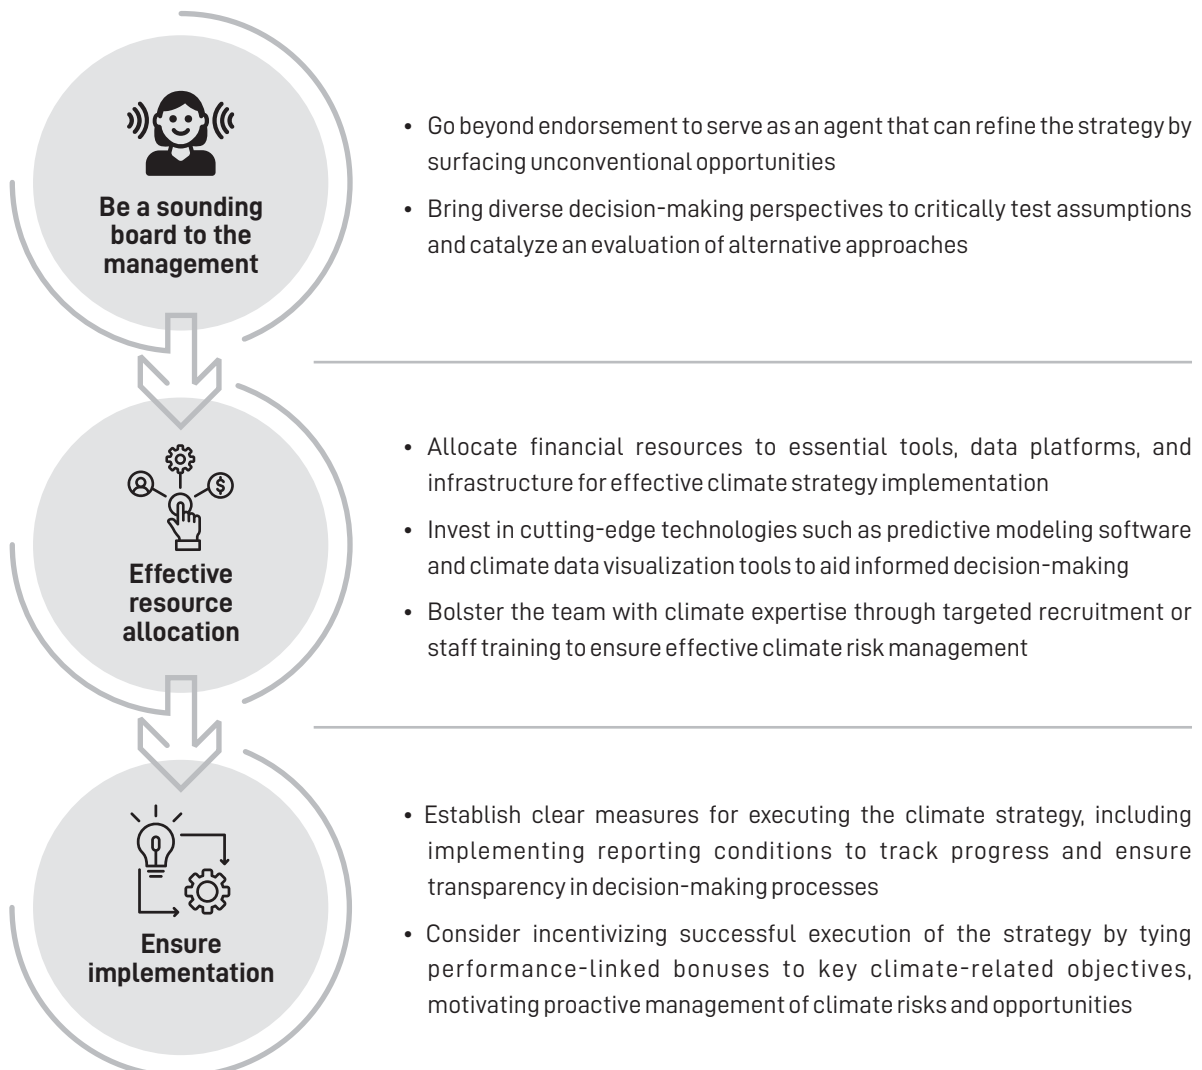 Be a sounding
board to the
management
• Go beyond endorsement to serve as an agent that can refine the strategy by
surfacing unconventional opportunities
• Bring diverse decision-making perspectives to critically test assumptions
and catalyze an evaluation of alternative approaches
Effective
resource
allocation
• Allocate financial resources to essential tools, data platforms, and
infrastructure for effective climate strategy implementation
• Invest in cutting-edge technologies such as predictive modeling software
and climate data visualization tools to aid informed decision-making
• Bolster the team with climate expertise through targeted recruitment or
staff training to ensure effective climate risk management
Ensure
implementation
• Establish clear measures for executing the climate strategy, including
implementing reporting conditions to track progress and ensure
transparency in decision-making processes
• Consider incentivizing successful execution of the strategy by tying
performance-linked bonuses to key climate-related objectives,
motivating proactive management of climate risks and opportunities